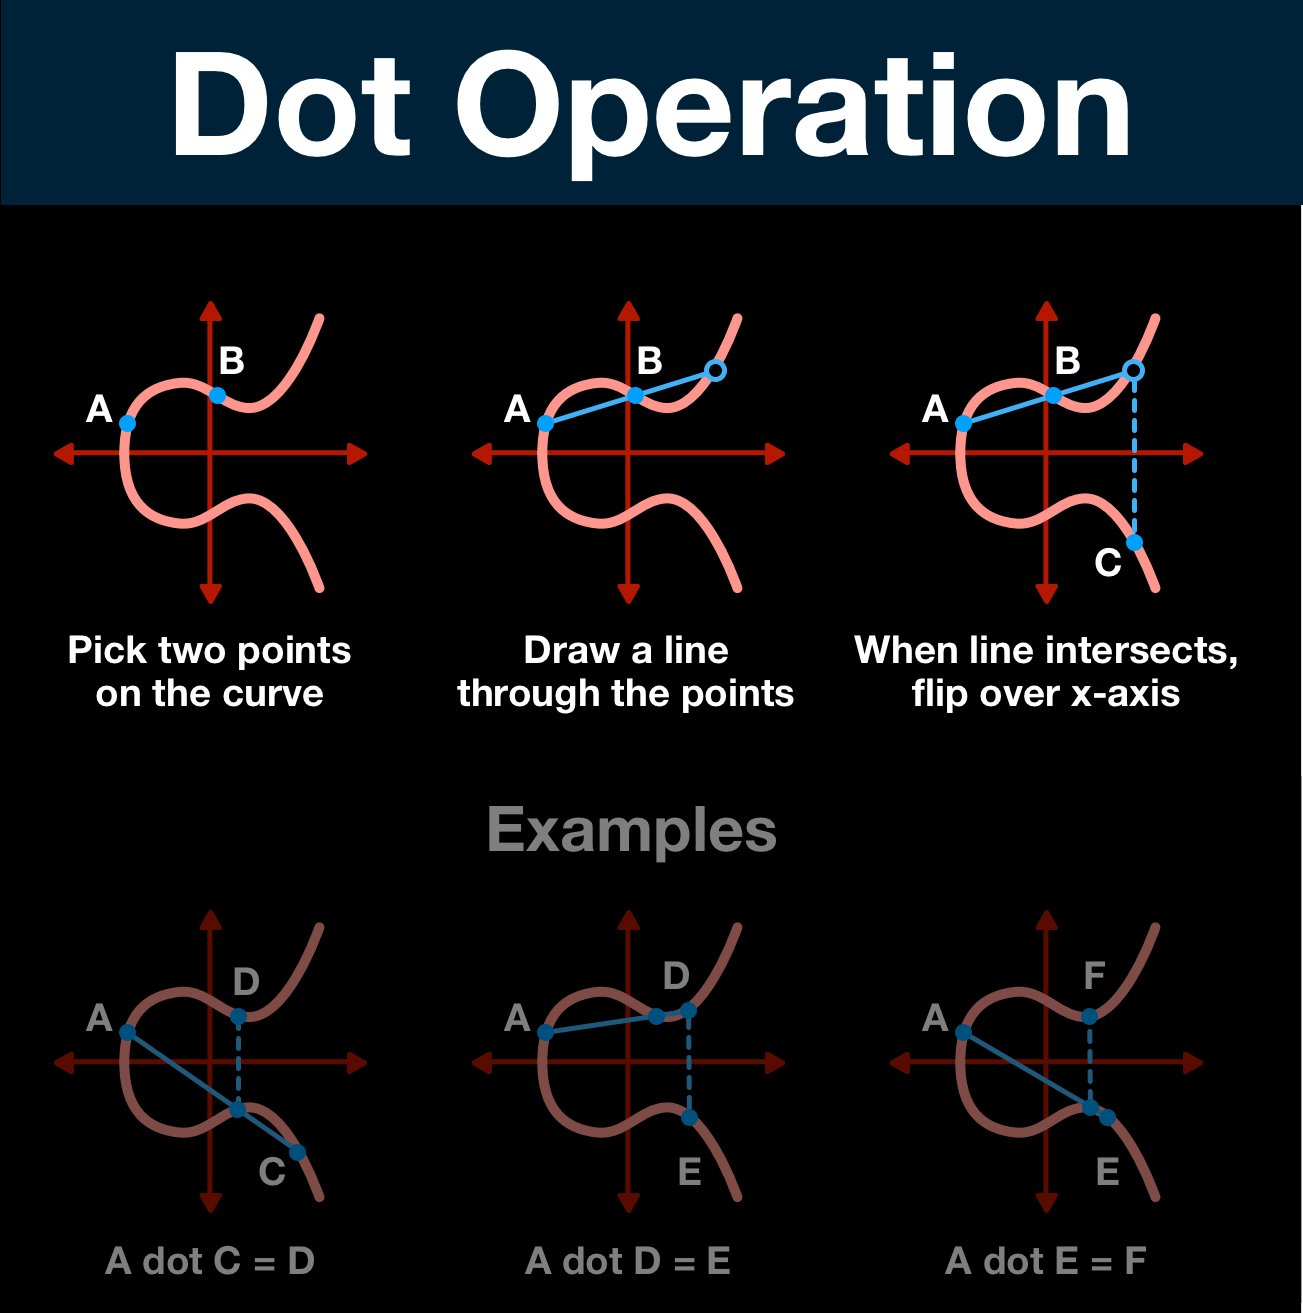 Dot Operation
A
B
A
B
A
B
C
Pick two points
on the curve
Draw a line
through the points
When line intersects,
flip over x-axis
Examples
A
D
C
A
D
E
A
F
E
A dot C = D
A dot D = E
A dot E = F